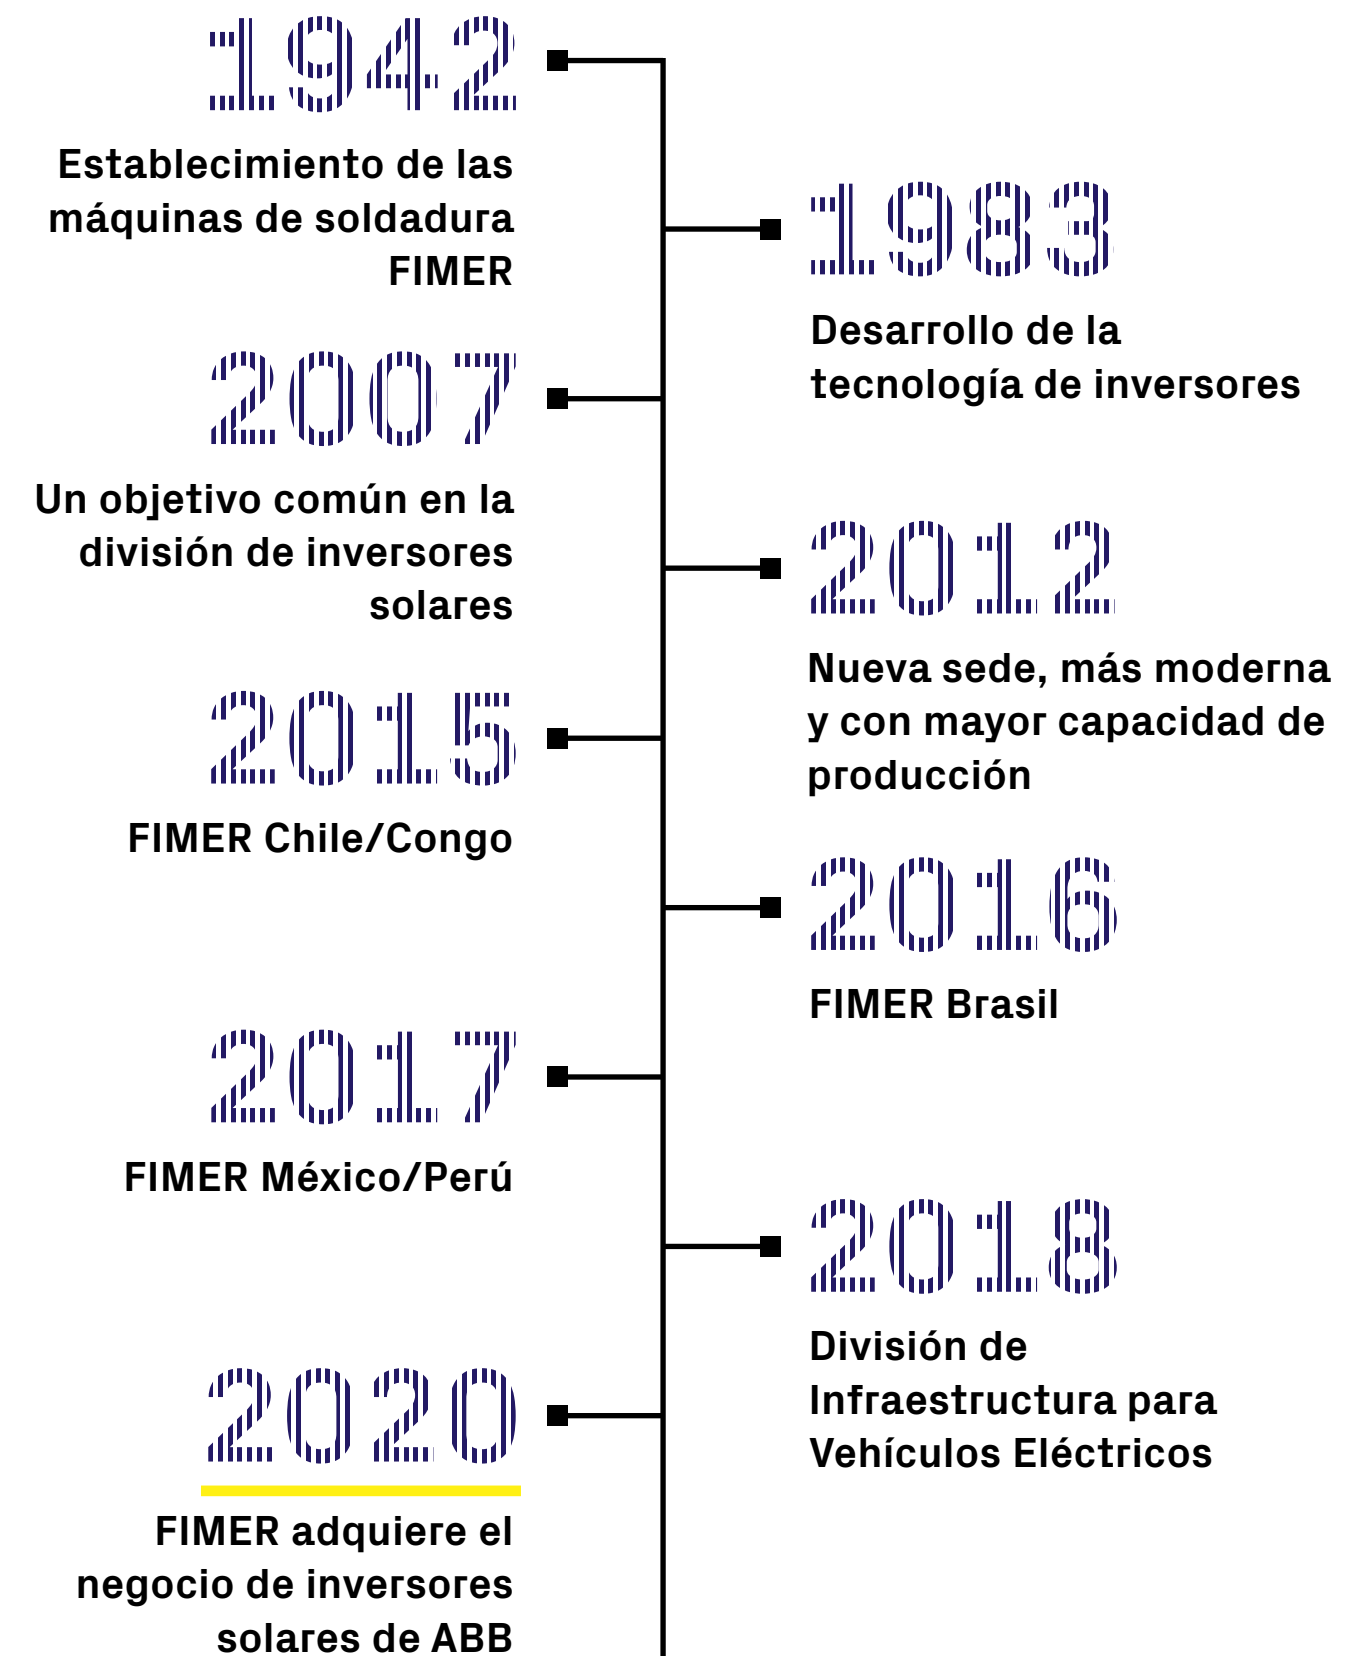 1942
Establecimiento de las
máquinas de soldadura
FIMER
1983
Desarrollo de la
tecnología de inversores
2007
Un objetivo común en la
división de inversores
solares
2012
Nueva sede, más moderna
y con mayor capacidad de
producción
2015
FIMER Chile/Congo
2016
FIMER Brasil
2017
FIMER México/Perú
2018
División de
Infraestructura para
Vehículos Eléctricos
2020
FIMER adquiere el
negocio de inversores
solares de ABB